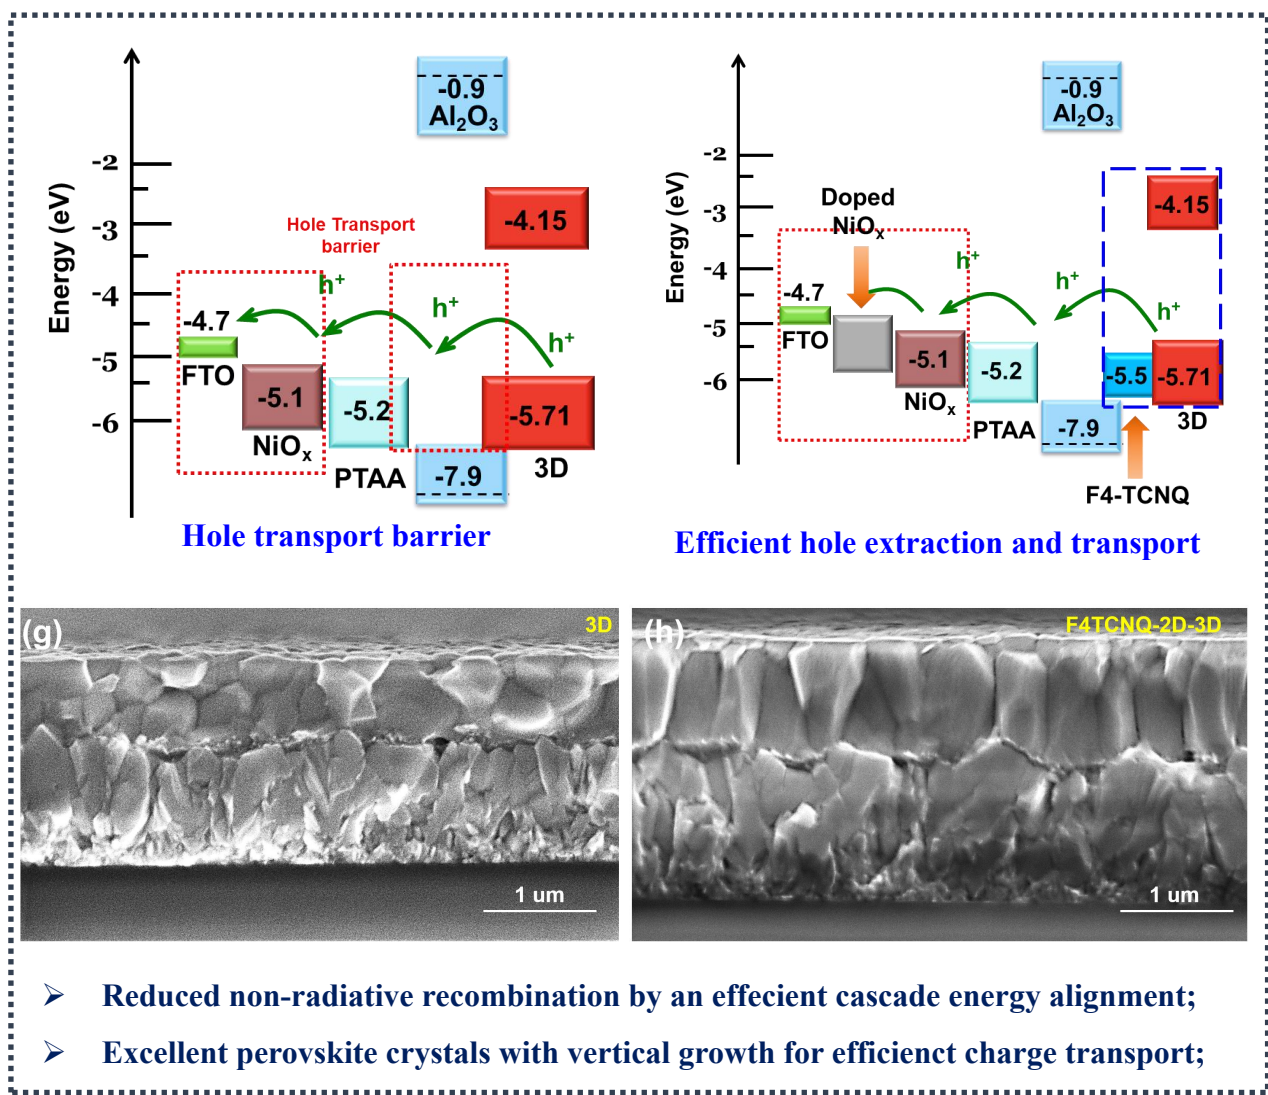 Energy (eV)
-2
-3
-4
-5
-6
-0.9
Al₂O₃
-4.15
Hole Transport
barrier
h⁺
h⁺
h⁺
-4.7
FTO
-5.1
NiOₓ
-5.2
PTAA
-7.9
-5.71
3D
Hole transport barrier
Energy (eV)
-2
-3
-4
-5
-6
-0.9
Al₂O₃
Doped
NiOₓ
-4.15
h⁺
h⁺
h⁺
-4.7
FTO
-5.1
NiOₓ
-5.2
PTAA
-7.9
-5.5
-5.71
3D
F4-TCNQ
Efficient hole extraction and transport
(g)
3D
1 um
(h)
F4TCNQ-2D-3D
1 um
➢ Reduced non-radiative recombination by an effecient cascade energy alignment;
➢ Excellent perovskite crystals with vertical growth for efficienct charge transport;